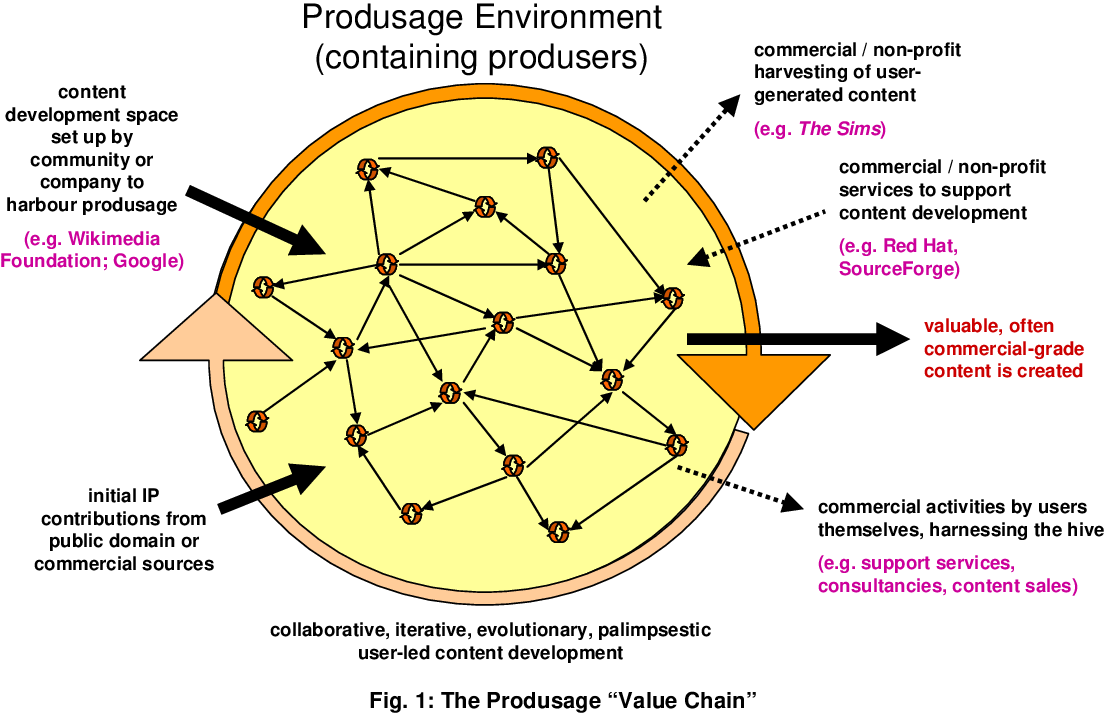 Produsage Environment
(containing produsers)
content
development space
set up by
community or
company to
harbour produsage
(e.g. Wikimedia
Foundation; Google)
initial IP
contributions from
public domain or
commercial sources
commercial / non-profit
harvesting of user-
generated content
(e.g. The Sims)
commercial / non-profit
services to support
content development
(e.g. Red Hat,
SourceForge)
valuable, often
commercial-grade
content is created
commercial activities by users
themselves, harnessing the hive
(e.g. support services,
consultancies, content sales)
collaborative, iterative, evolutionary, palimpsestic
user-led content development
Fig. 1: The Produsage “Value Chain”